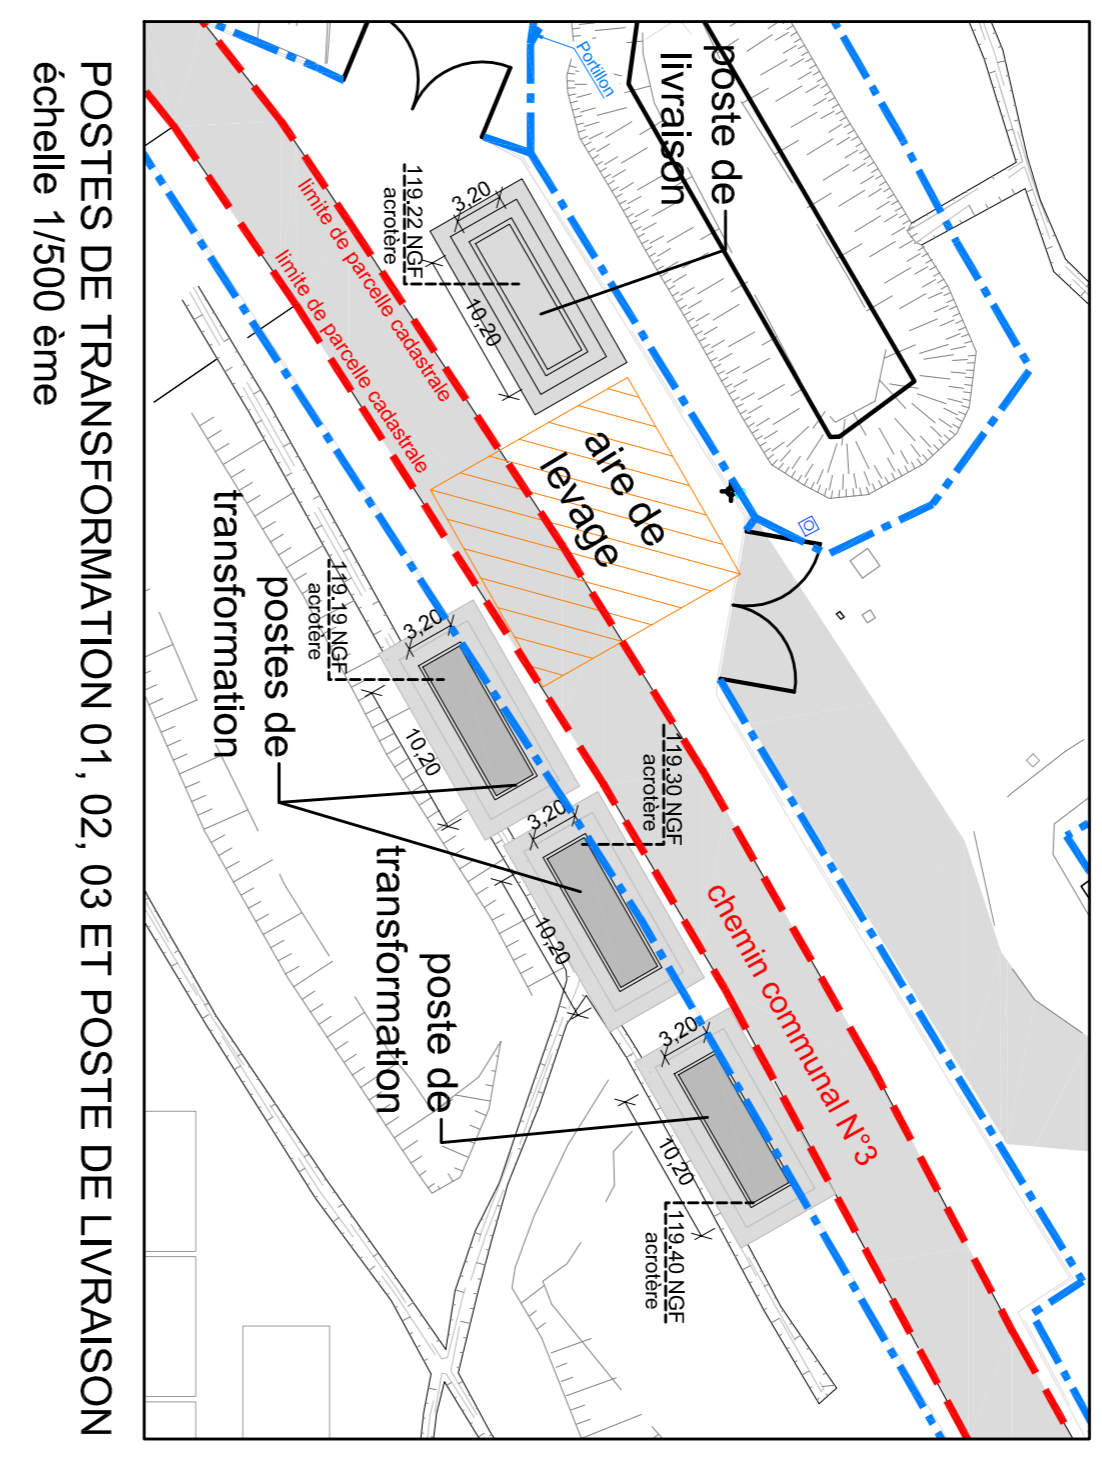 POSTES DE TRANSFORMATION 01, 02, 03 ET POSTE DE LIVRAISON
échelle 1/500 ème
Portillon
poste de
livraison
3,20
119.22 NGF
acrotère
10,20
limite de parcelle cadastrale
limite de parcelle cadastrale
aire de
levage
119.19 NGF
acrotère
3,20
10,20
postes de
transformation
119.30 NGF
acrotère
3,20
10,20
chemin communal N°3
poste de
transformation
3,20
10,20
119.40 NGF
acrotère